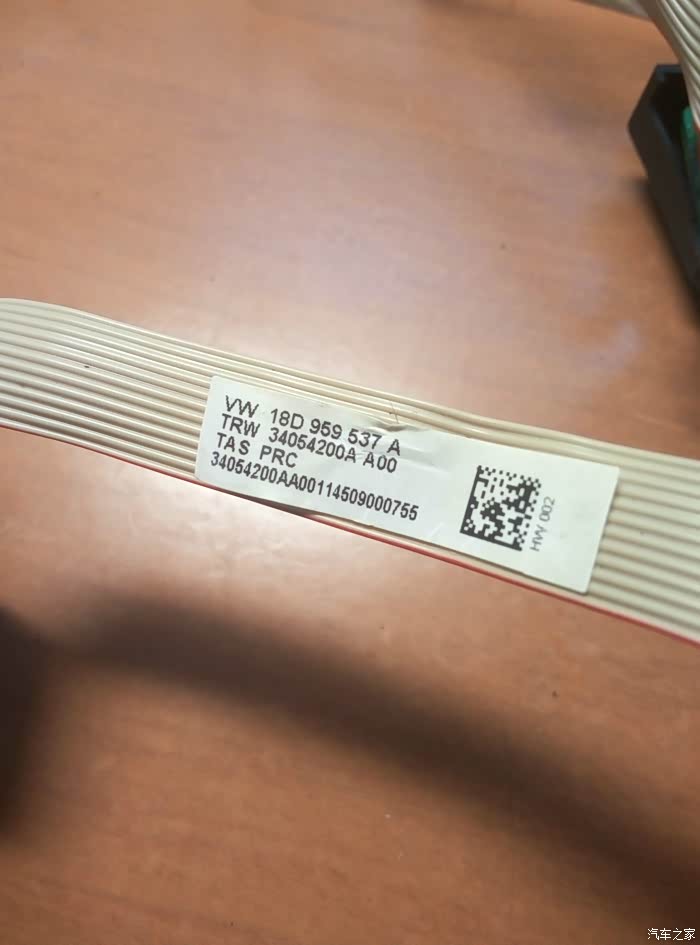 VW 18D 959 537 A
TRW 34054200A A00
TAS PRC
34054200AA00114509000755
HW 002
汽车之家